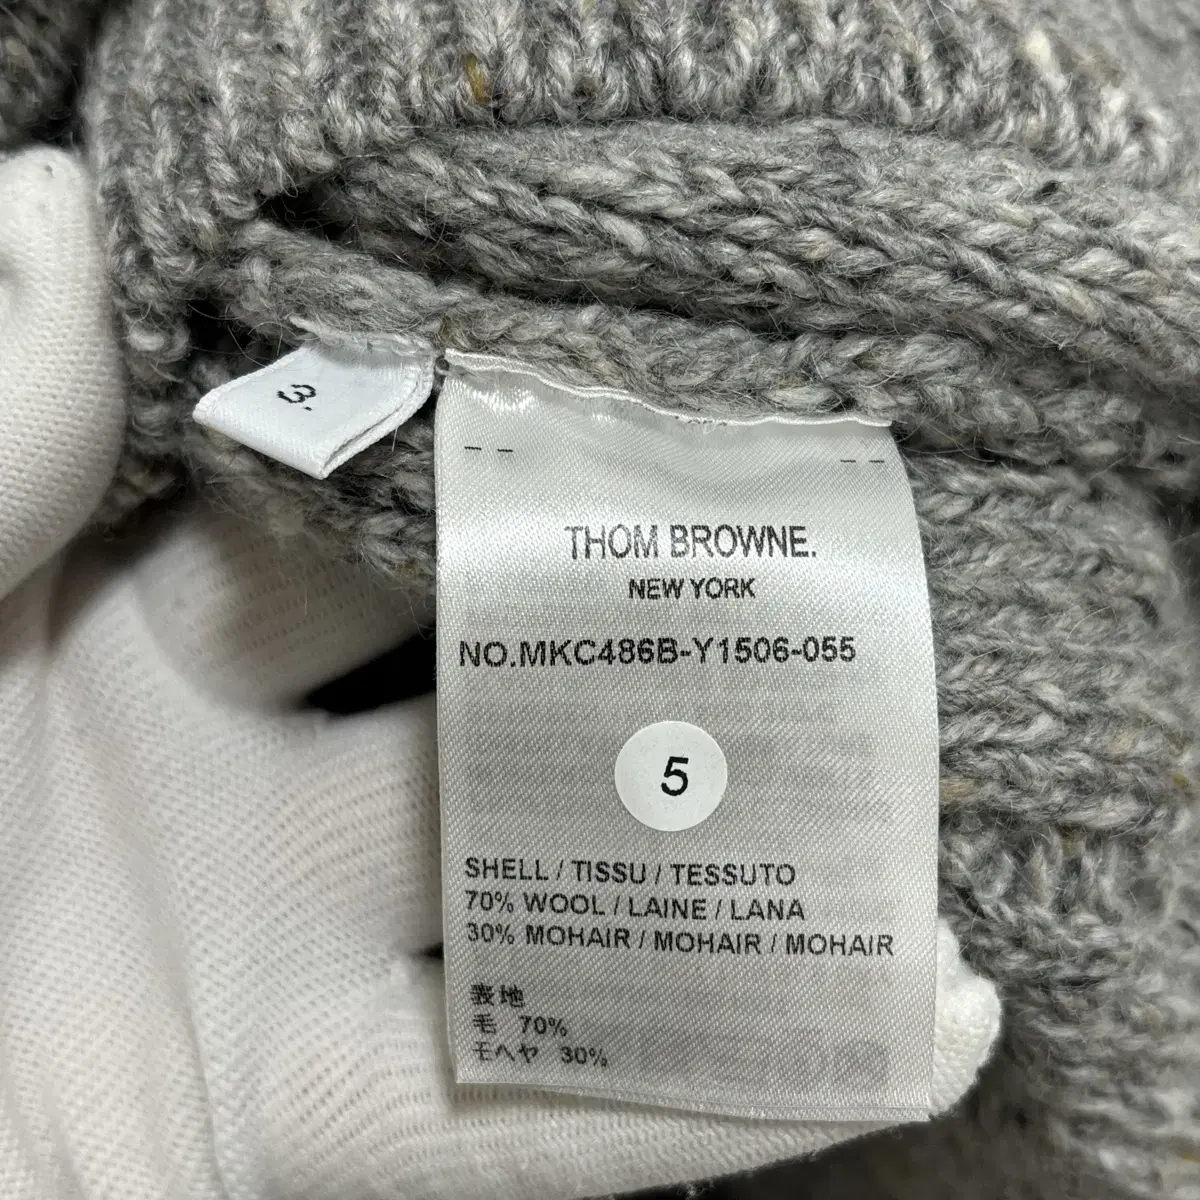 3.
THOM BROWNE.
NEW YORK
NO.MKC486B-Y1506-055
5
SHELL / TISSU / TESSUTO
70% WOOL / LAINE / LANA
30% MOHAIR / MOHAIR / MOHAIR
表地
毛 70%
モヘヤ 30%